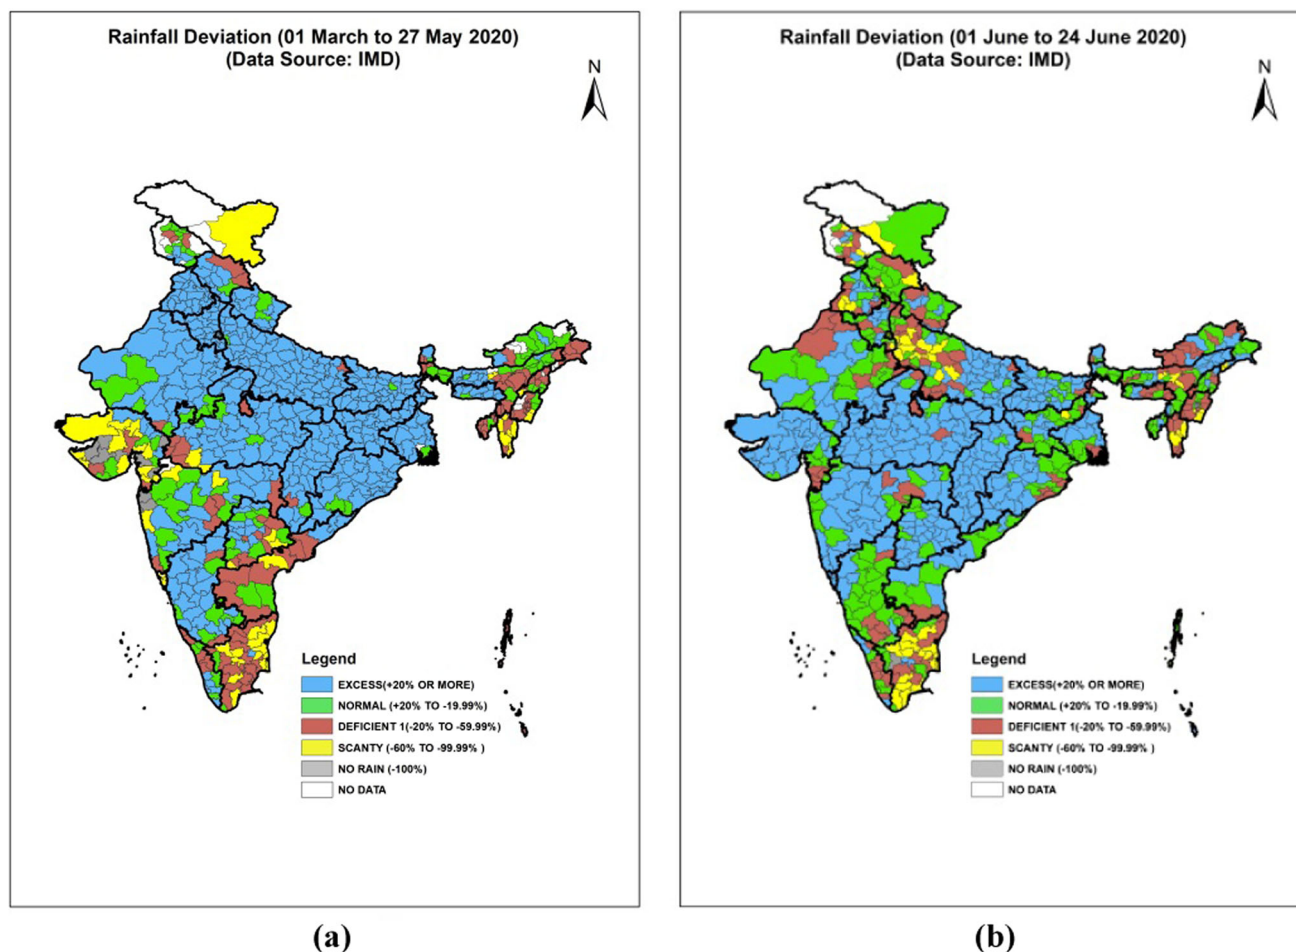 Rainfall Deviation (01 March to 27 May 2020)
(Data Source: IMD)
N
Legend
EXCESS(+20% OR MORE)
NORMAL (+20% TO -19.99%)
DEFICIENT 1(-20% TO -59.99%)
SCANTY (-60% TO -99.99% )
NO RAIN (-100%)
NO DATA
(a)
Rainfall Deviation (01 June to 24 June 2020)
(Data Source: IMD)
N
Legend
EXCESS(+20% OR MORE)
NORMAL (+20% TO -19.99%)
DEFICIENT 1(-20% TO -59.99%)
SCANTY (-60% TO -99.99% )
NO RAIN (-100%)
NO DATA
(b)